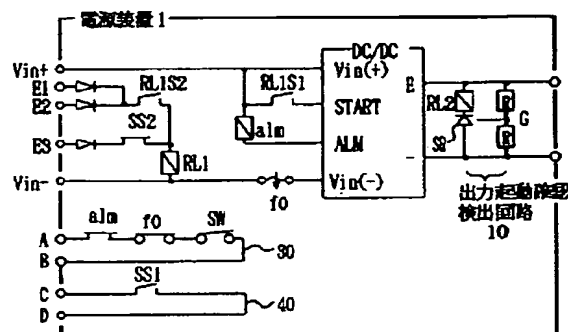 電源装置1
DC/DC
Vin+
Vin(+)
E1
RL1S2
E
E2
RL1S1
START
RL2
R
SS2
G
E3
alm
ALM
SR
R
RL1
Vin-
Vin(-)
f0
出力起動確認
検出回路
10
alm
f0
SW
A
30
B
SS1
C
40
D